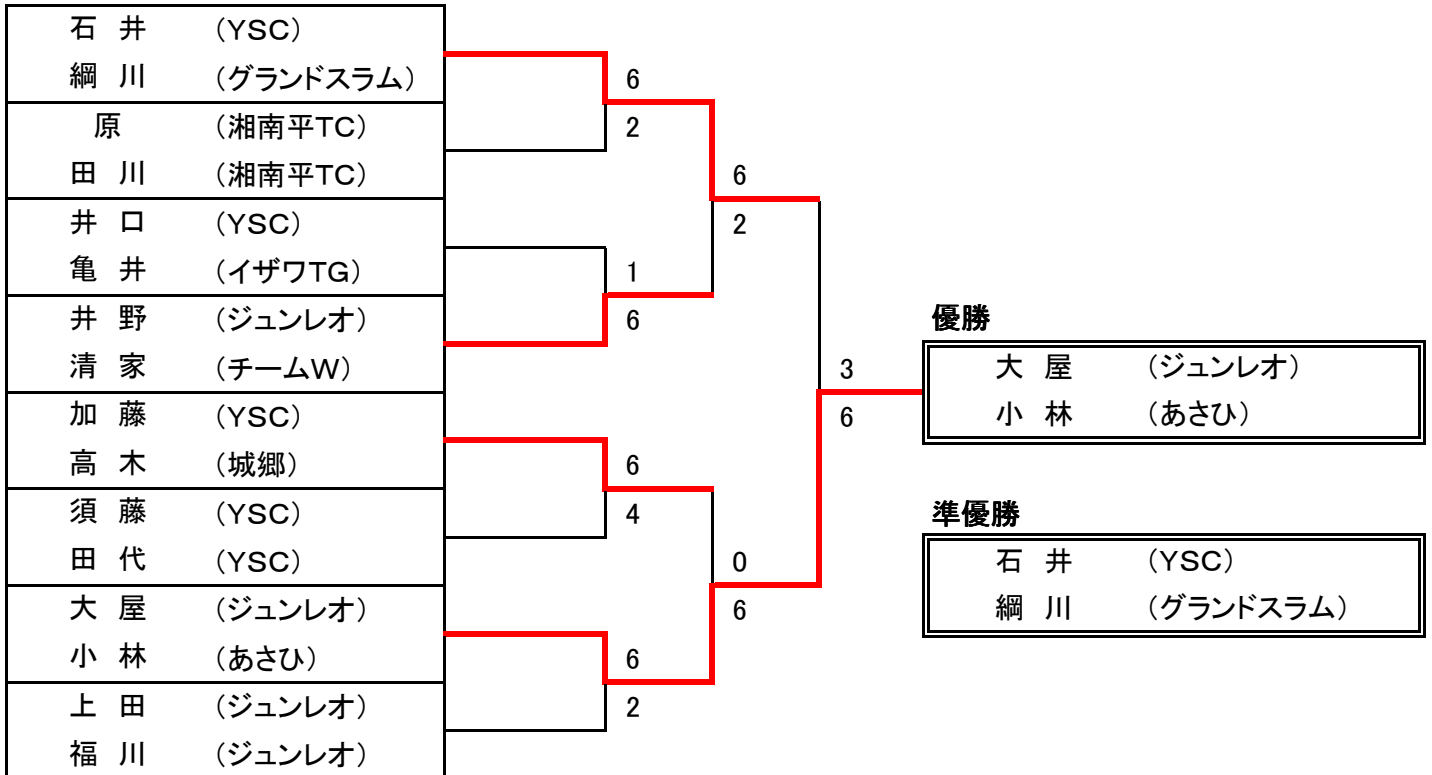 石 井 (YSC)
綱 川 (グランドスラム)
原 (湘南平TC)
田 川 (湘南平TC)
井 口 (YSC)
亀 井 (イザワTG)
井 野 (ジュンレオ)
清 家 (チームW)
加 藤 (YSC)
高 木 (城郷)
須 藤 (YSC)
田 代 (YSC)
大 屋 (ジュンレオ)
小 林 (あさひ)
上 田 (ジュンレオ)
福 川 (ジュンレオ)
6
2
1
6
6
4
6
2
6
2
0
6
3
6
優勝
大 屋 (ジュンレオ)
小 林 (あさひ)
準優勝
石 井 (YSC)
綱 川 (グランドスラム)